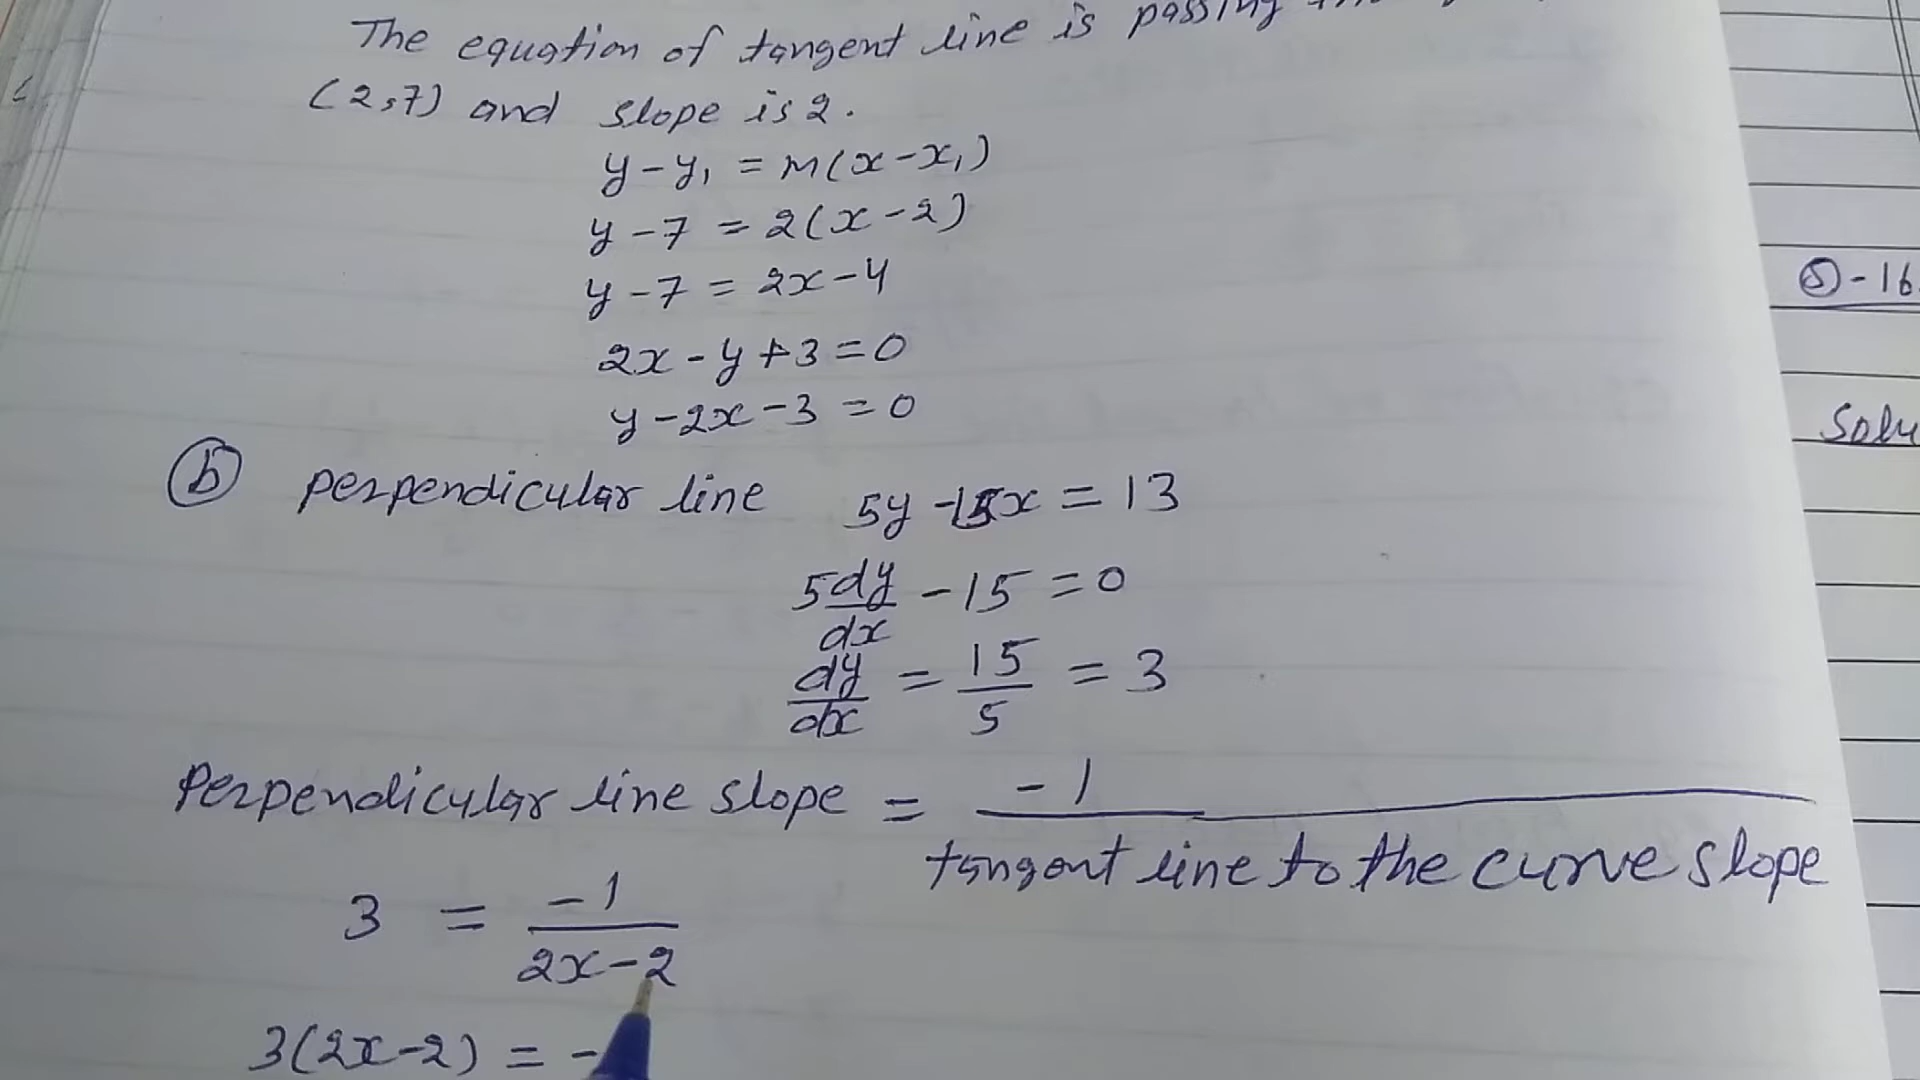 The equation of tangent line is passing
(2,7) and slope is 2.
y - y₁ = m(x - x₁)
y - 7 = 2(x - 2)
y - 7 = 2x - 4
2x - y + 3 = 0
y - 2x - 3 = 0
ⓑ perpendicular line 5y - 15x = 13
5 dy/dx - 15 = 0
dy/dx = 15/5 = 3
Perpendicular line slope = -1 / tangent line to the curve slope
3 = -1/(2x - 2)
3(2x - 2) = -
⑤ - 16
Solu